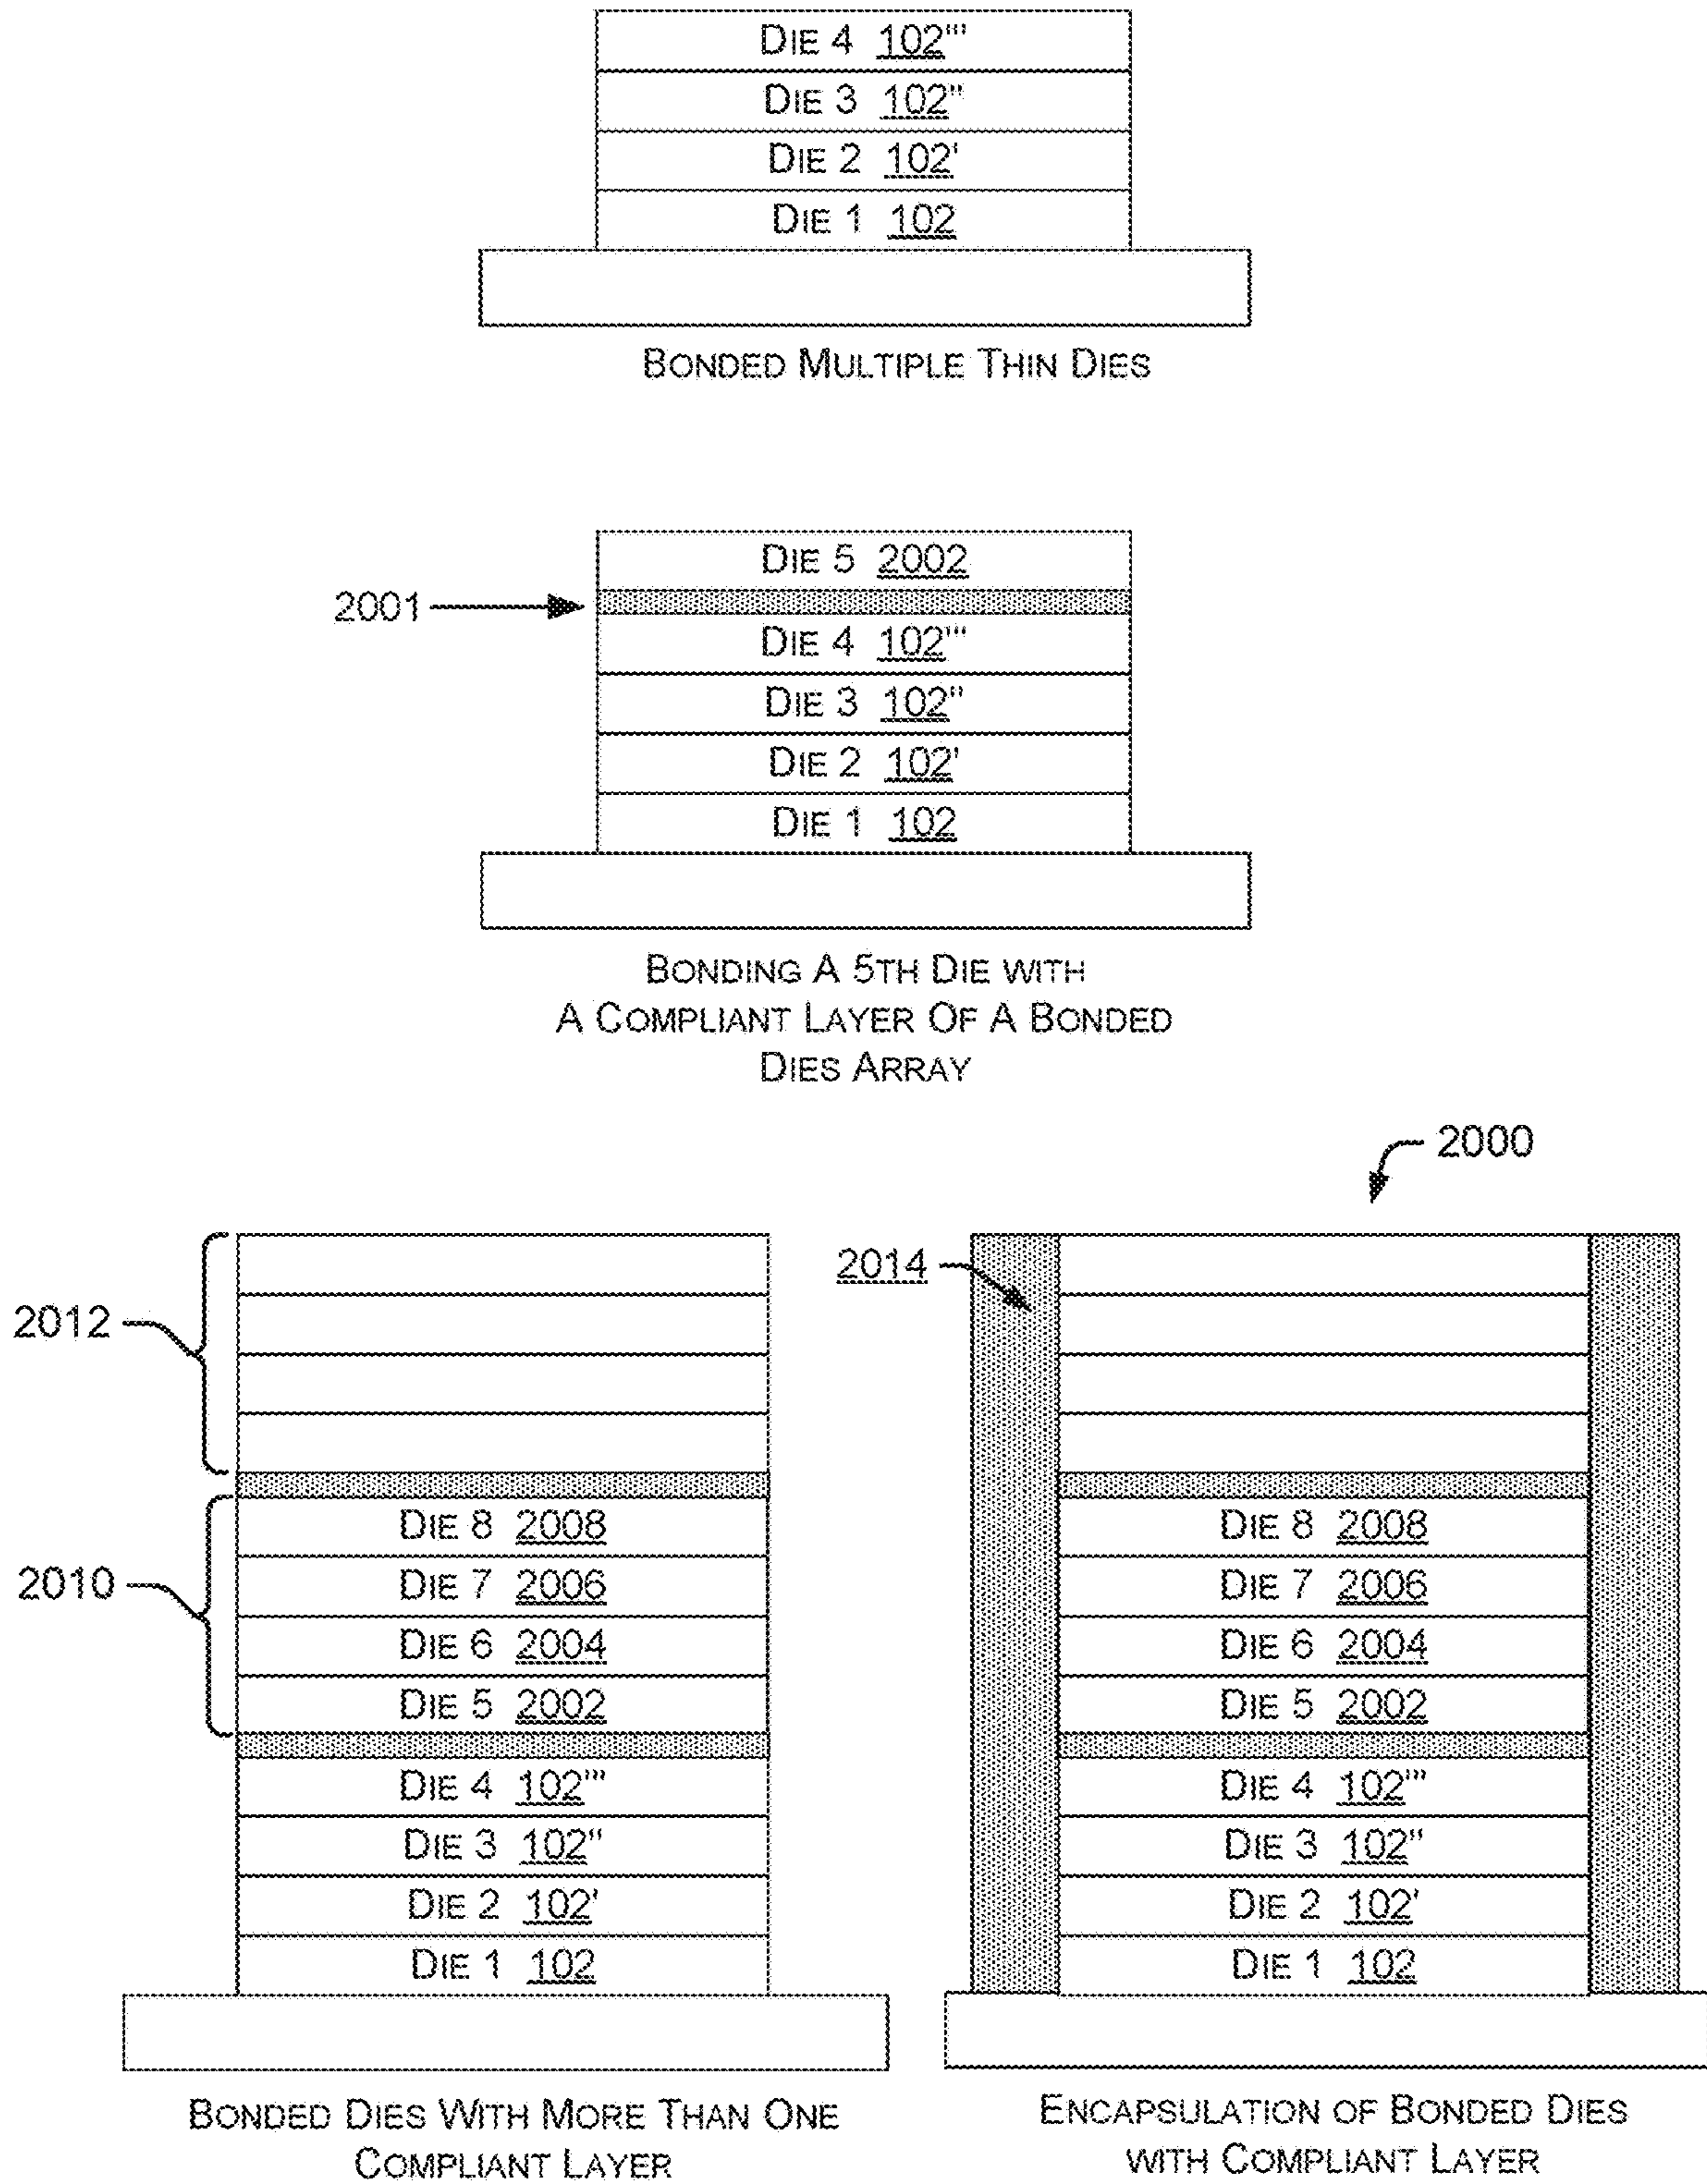 DIE 4 102'''
DIE 3 102''
DIE 2 102'
DIE 1 102
BONDED MULTIPLE THIN DIES
DIE 5 2002
2001
DIE 4 102'''
DIE 3 102''
DIE 2 102'
DIE 1 102
BONDING A 5TH DIE WITH
A COMPLIANT LAYER OF A BONDED
DIES ARRAY
2012
2010
DIE 8 2008
DIE 7 2006
DIE 6 2004
DIE 5 2002
DIE 4 102'''
DIE 3 102''
DIE 2 102'
DIE 1 102
BONDED DIES WITH MORE THAN ONE
COMPLIANT LAYER
2000
2014
DIE 8 2008
DIE 7 2006
DIE 6 2004
DIE 5 2002
DIE 4 102'''
DIE 3 102''
DIE 2 102'
DIE 1 102
ENCAPSULATION OF BONDED DIES
WITH COMPLIANT LAYER